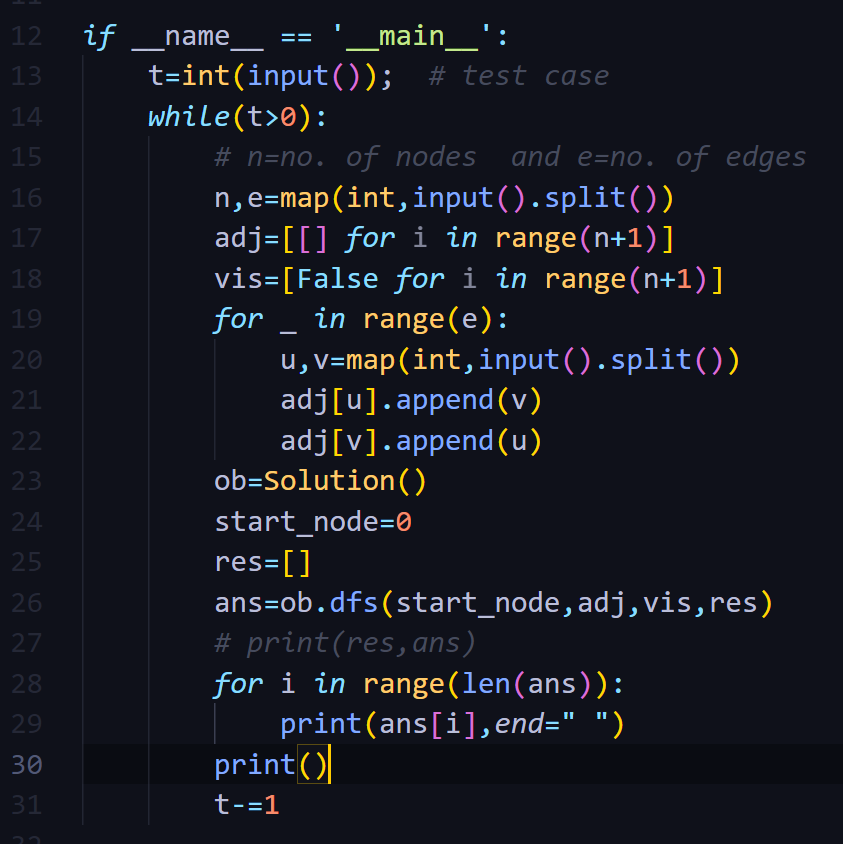 11
12 if __name__ == '__main__':
13 t=int(input()); # test case
14 while(t>0):
15 # n=no. of nodes  and e=no. of edges
16 n,e=map(int,input().split())
17 adj=[[] for i in range(n+1)]
18 vis=[False for i in range(n+1)]
19 for _ in range(e):
20 u,v=map(int,input().split())
21 adj[u].append(v)
22 adj[v].append(u)
23 ob=Solution()
24 start_node=0
25 res=[]
26 ans=ob.dfs(start_node,adj,vis,res)
27 # print(res,ans)
28 for i in range(len(ans)):
29 print(ans[i],end=" ")
30 print()
31 t-=1
32